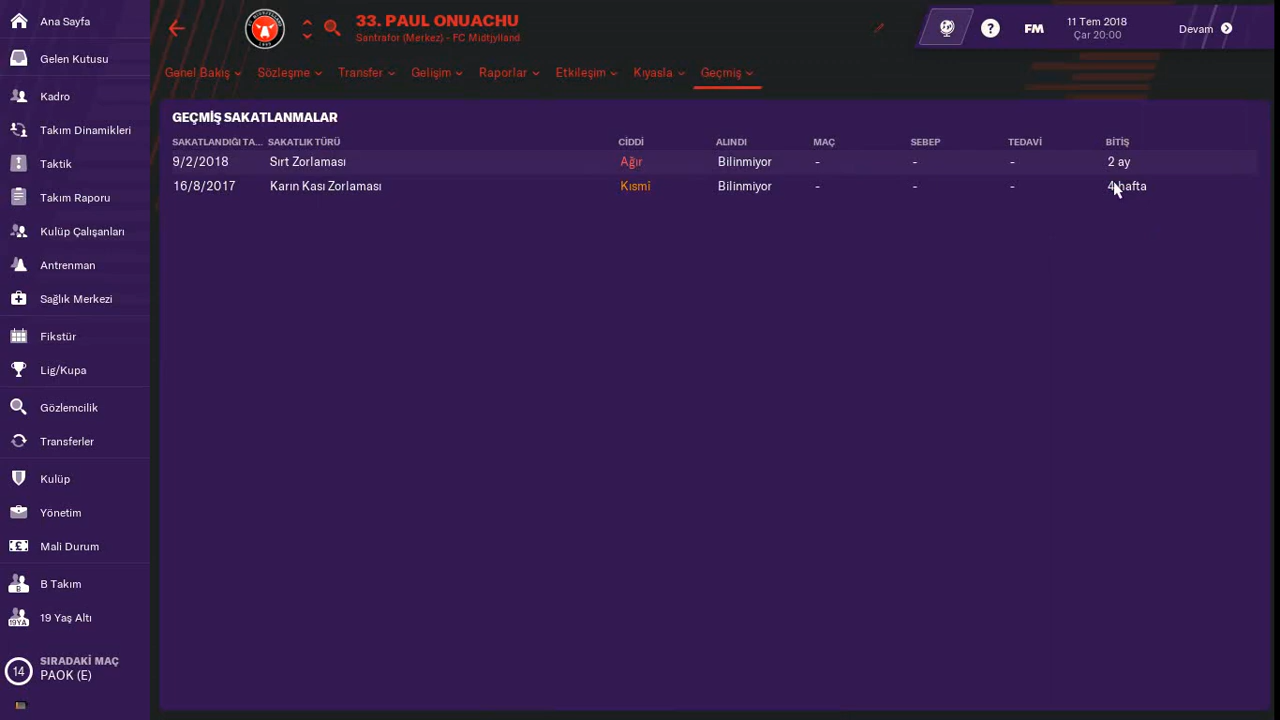 Ana Sayfa
Gelen Kutusu
Kadro
Takım Dinamikleri
Taktik
Takım Raporu
Kulüp Çalışanları
Antrenman
Sağlık Merkezi
Fikstür
Lig/Kupa
Gözlemcilik
Transferler
Kulüp
Yönetim
Mali Durum
B Takım
19 Yaş Altı
14 SIRADAKİ MAÇ
PAOK (E)
33. PAUL ONUACHU
Santrafor (Merkez) - FC Midtjylland
? FM 11 Tem 2018
Çar 20:00
Devam
Genel Bakış Sözleşme Transfer Gelişim Raporlar Etkileşim Kıyasla Geçmiş
GEÇMİŞ SAKATLANMALAR
SAKATLANDIĞI TA... SAKATLIK TÜRÜ CİDDİ ALINDI MAÇ SEBEP TEDAVİ BİTİŞ
9/2/2018 Sırt Zorlaması Ağır Bilinmiyor - - - 2 ay
16/8/2017 Karın Kası Zorlaması Kısmî Bilinmiyor - - - 4 hafta